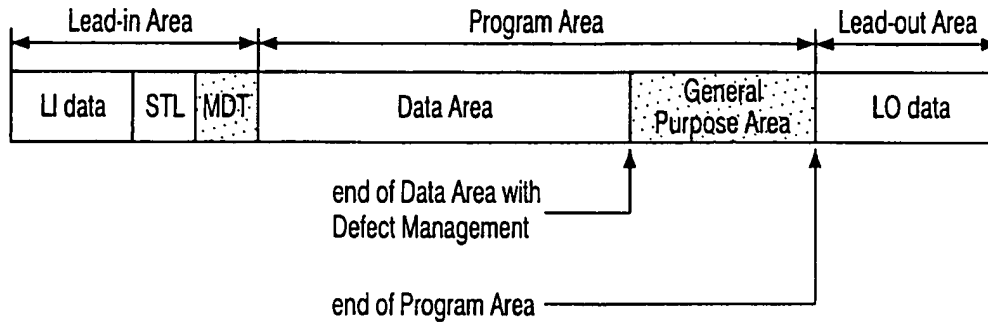 Lead-in Area
Program Area
Lead-out Area
LI data
STL
MDT
Data Area
General
Purpose Area
LO data
end of Data Area with
Defect Management
end of Program Area